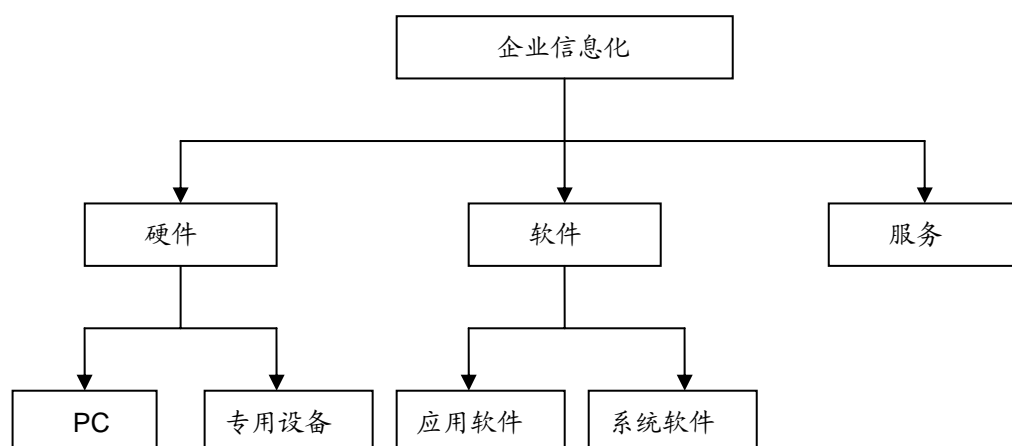 企业信息化
硬件
软件
服务
PC
专用设备
应用软件
系统软件